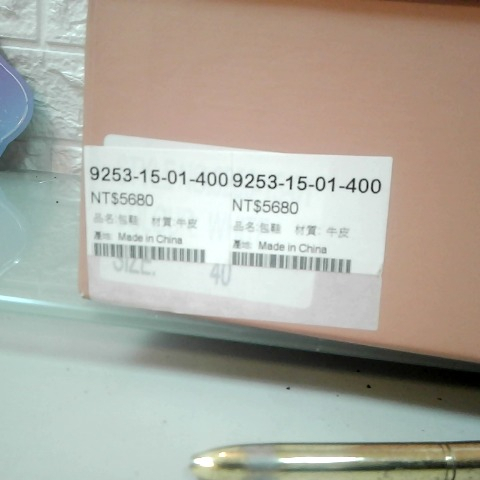 9253-15-01-400 9253-15-01-400
NT$5680 NT$5680
品名:包鞋 材質:牛皮 品名:包鞋 材質:牛皮
產地: Made in China 產地: Made in China
SIZE: 40